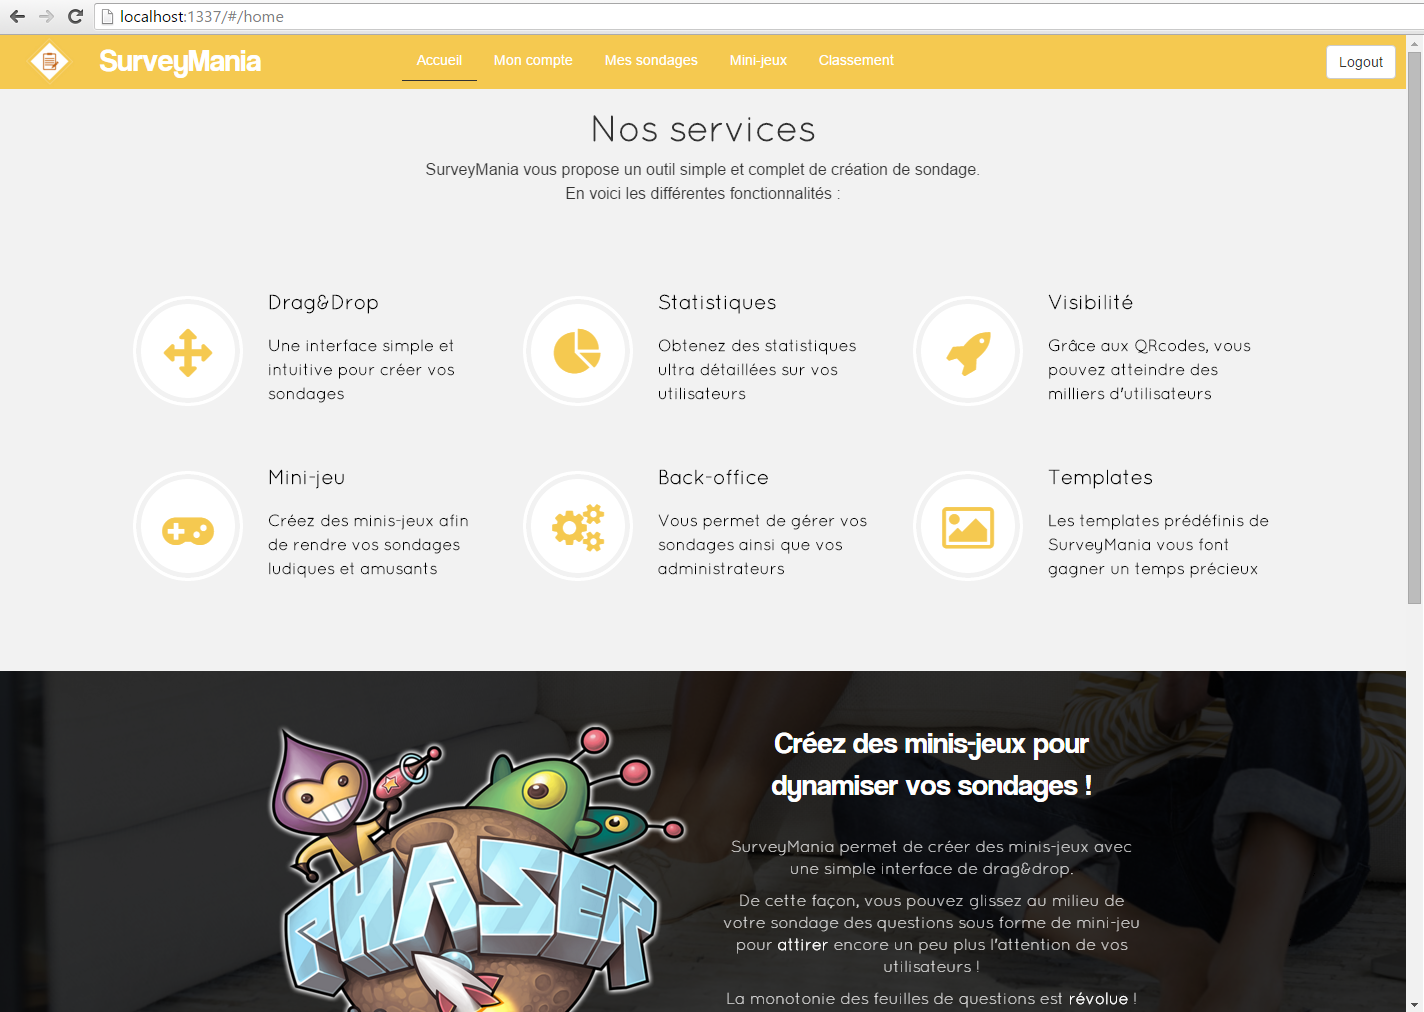 localhost:1337/#/home
SurveyMania
Accueil
Mon compte
Mes sondages
Mini-jeux
Classement
Logout
Nos services
SurveyMania vous propose un outil simple et complet de création de sondage.
En voici les différentes fonctionnalités :
Drag&Drop
Une interface simple et
intuitive pour créer vos
sondages
Statistiques
Obtenez des statistiques
ultra détaillées sur vos
utilisateurs
Visibilité
Grâce aux QRcodes, vous
pouvez atteindre des
milliers d'utilisateurs
Mini-jeu
Créez des minis-jeux afin
de rendre vos sondages
ludiques et amusants
Back-office
Vous permet de gérer vos
sondages ainsi que vos
administrateurs
Templates
Les templates prédéfinis de
SurveyMania vous font
gagner un temps précieux
PHASER
Créez des minis-jeux pour
dynamiser vos sondages !
SurveyMania permet de créer des minis-jeux avec
une simple interface de drag&drop.
De cette façon, vous pouvez glissez au milieu de
votre sondage des questions sous forme de mini-jeu
pour attirer encore un peu plus l'attention de vos
utilisateurs !
La monotonie des feuilles de questions est révolue !